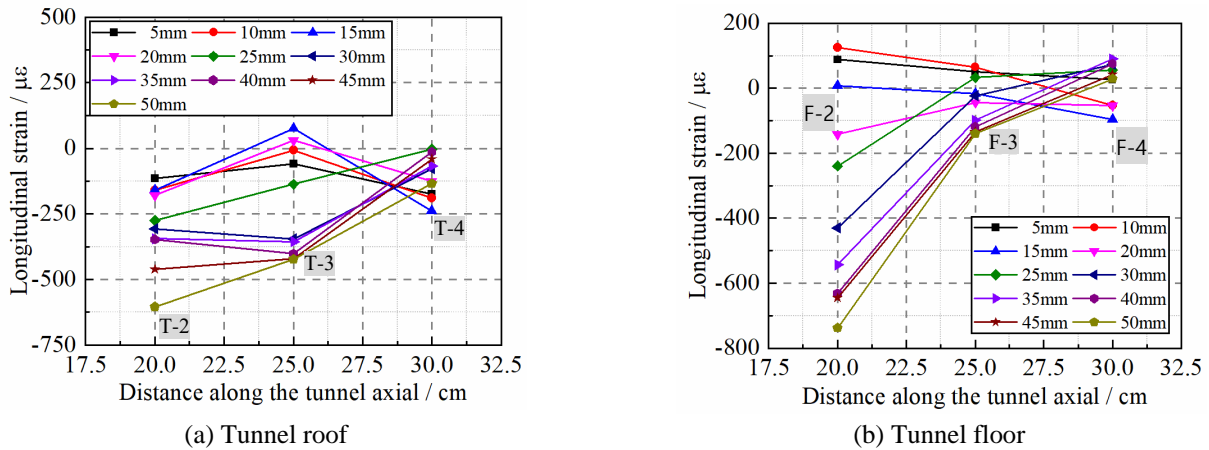 500
250
0
-250
-500
-750
Longitudinal strain / με
5mm 10mm 15mm
20mm 25mm 30mm
35mm 40mm 45mm
50mm
T-2
T-3
T-4
17.5 20.0 22.5 25.0 27.5 30.0 32.5
Distance along the tunnel axial / cm
(a) Tunnel roof
200
0
-200
-400
-600
-800
Longitudinal strain / με
F-2
F-3
F-4
5mm 10mm
15mm 20mm
25mm 30mm
35mm 40mm
45mm 50mm
17.5 20.0 22.5 25.0 27.5 30.0 32.5
Distance along the tunnel axial / cm
(b) Tunnel floor